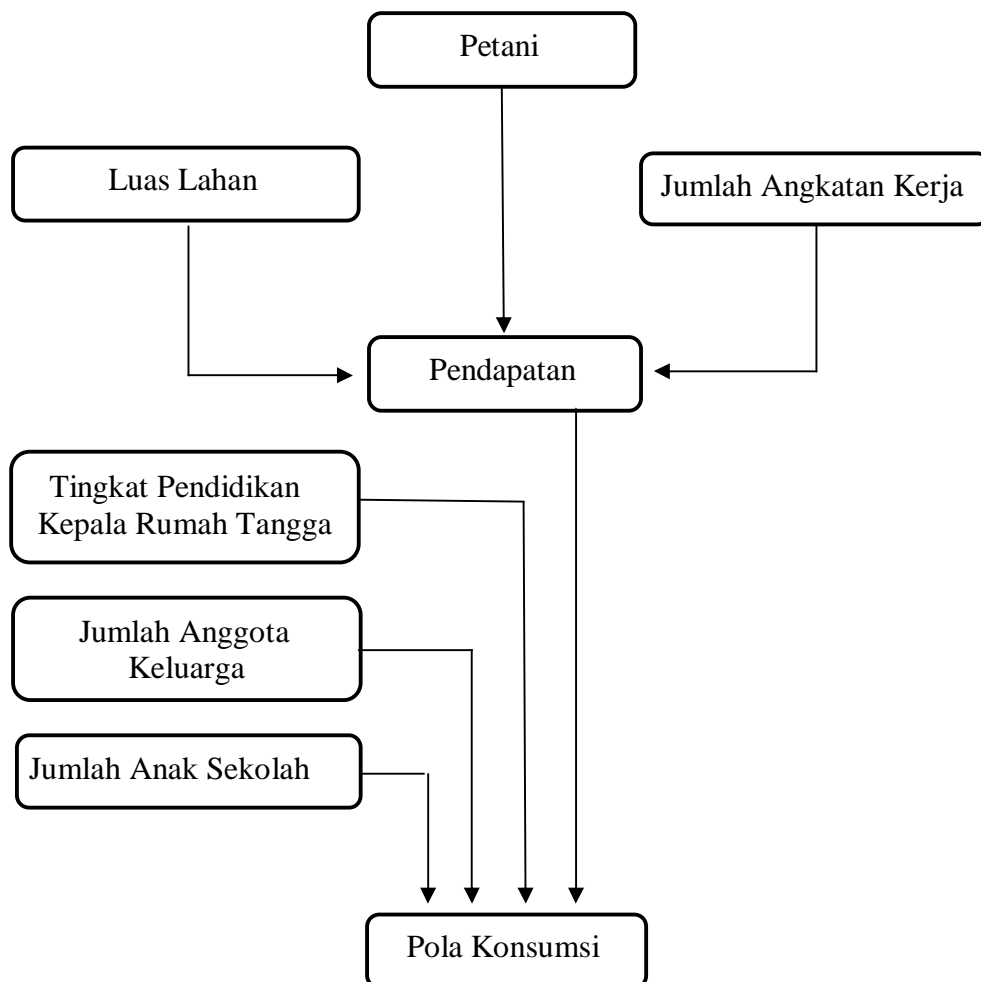 Petani
Luas Lahan
Jumlah Angkatan Kerja
Pendapatan
Tingkat Pendidikan
Kepala Rumah Tangga
Jumlah Anggota
Keluarga
Jumlah Anak Sekolah
Pola Konsumsi